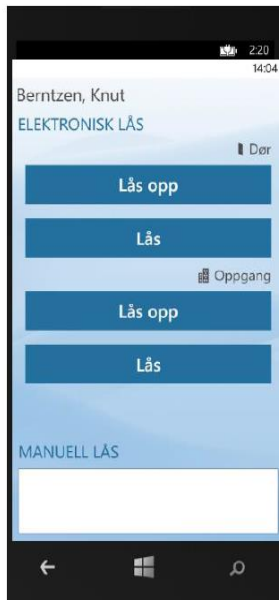 2:20
14:04
Berntzen, Knut
ELEKTRONISK LÅS
Dør
Lås opp
Lås
Oppgang
Lås opp
Lås
MANUELL LÅS